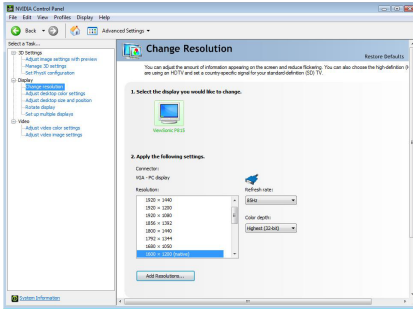 NVIDIA Control Panel
File Edit View Profiles Display Help
Back
Advanced Settings
Select a Task...
3D Settings
Adjust image settings with preview
Manage 3D settings
Set PhysX configuration
Display
Change resolution
Adjust desktop color settings
Adjust desktop size and position
Rotate display
Set up multiple displays
Video
Adjust video color settings
Adjust video image settings
System Information
Change Resolution
Restore Defaults
You can adjust the amount of information appearing on the screen and reduce flickering. You can also choose the high-definition (H
are using an HDTV and set a country-specific signal for your standard-definition (SD) TV.
1. Select the display you would like to change.
ViewSonic P815
2. Apply the following settings.
Connector:
VGA - PC display
Resolution:
1920 × 1440
1920 × 1200
1920 × 1080
1856 × 1392
1800 × 1440
1792 × 1344
1680 × 1050
1600 × 1200 (native)
Refresh rate:
85Hz
Color depth:
Highest (32-bit)
Add Resolutions...